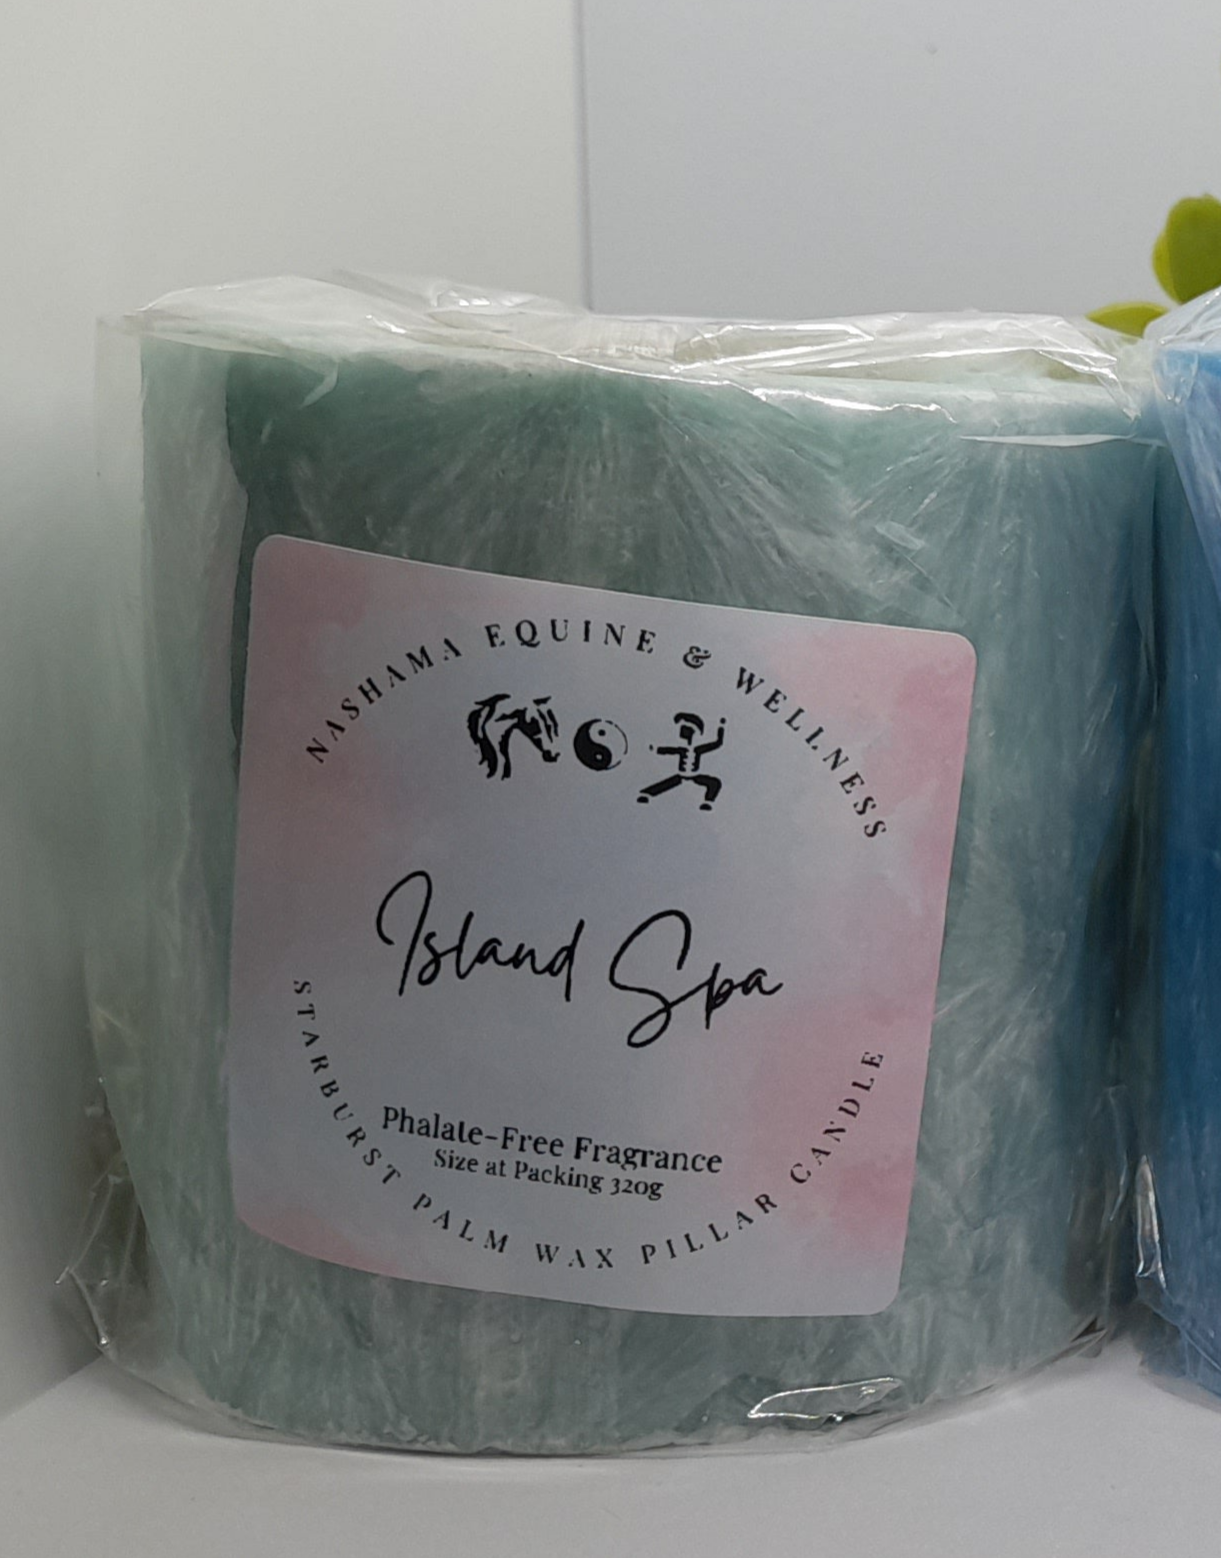 NASHAMA EQUINE & WELLNESS
Island Spa
Phalate-Free Fragrance
Size at Packing 320g
STARBURST PALM WAX PILLAR CANDLE